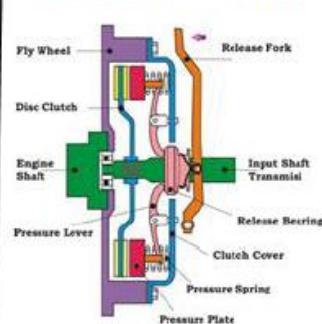 Fly Wheel
Release Fork
Disc Clutch
Engine
Shaft
Input Shaft
Transmisi
Pressure Lever
Release Bearing
Clutch Cover
Pressure Spring
Pressure Plate